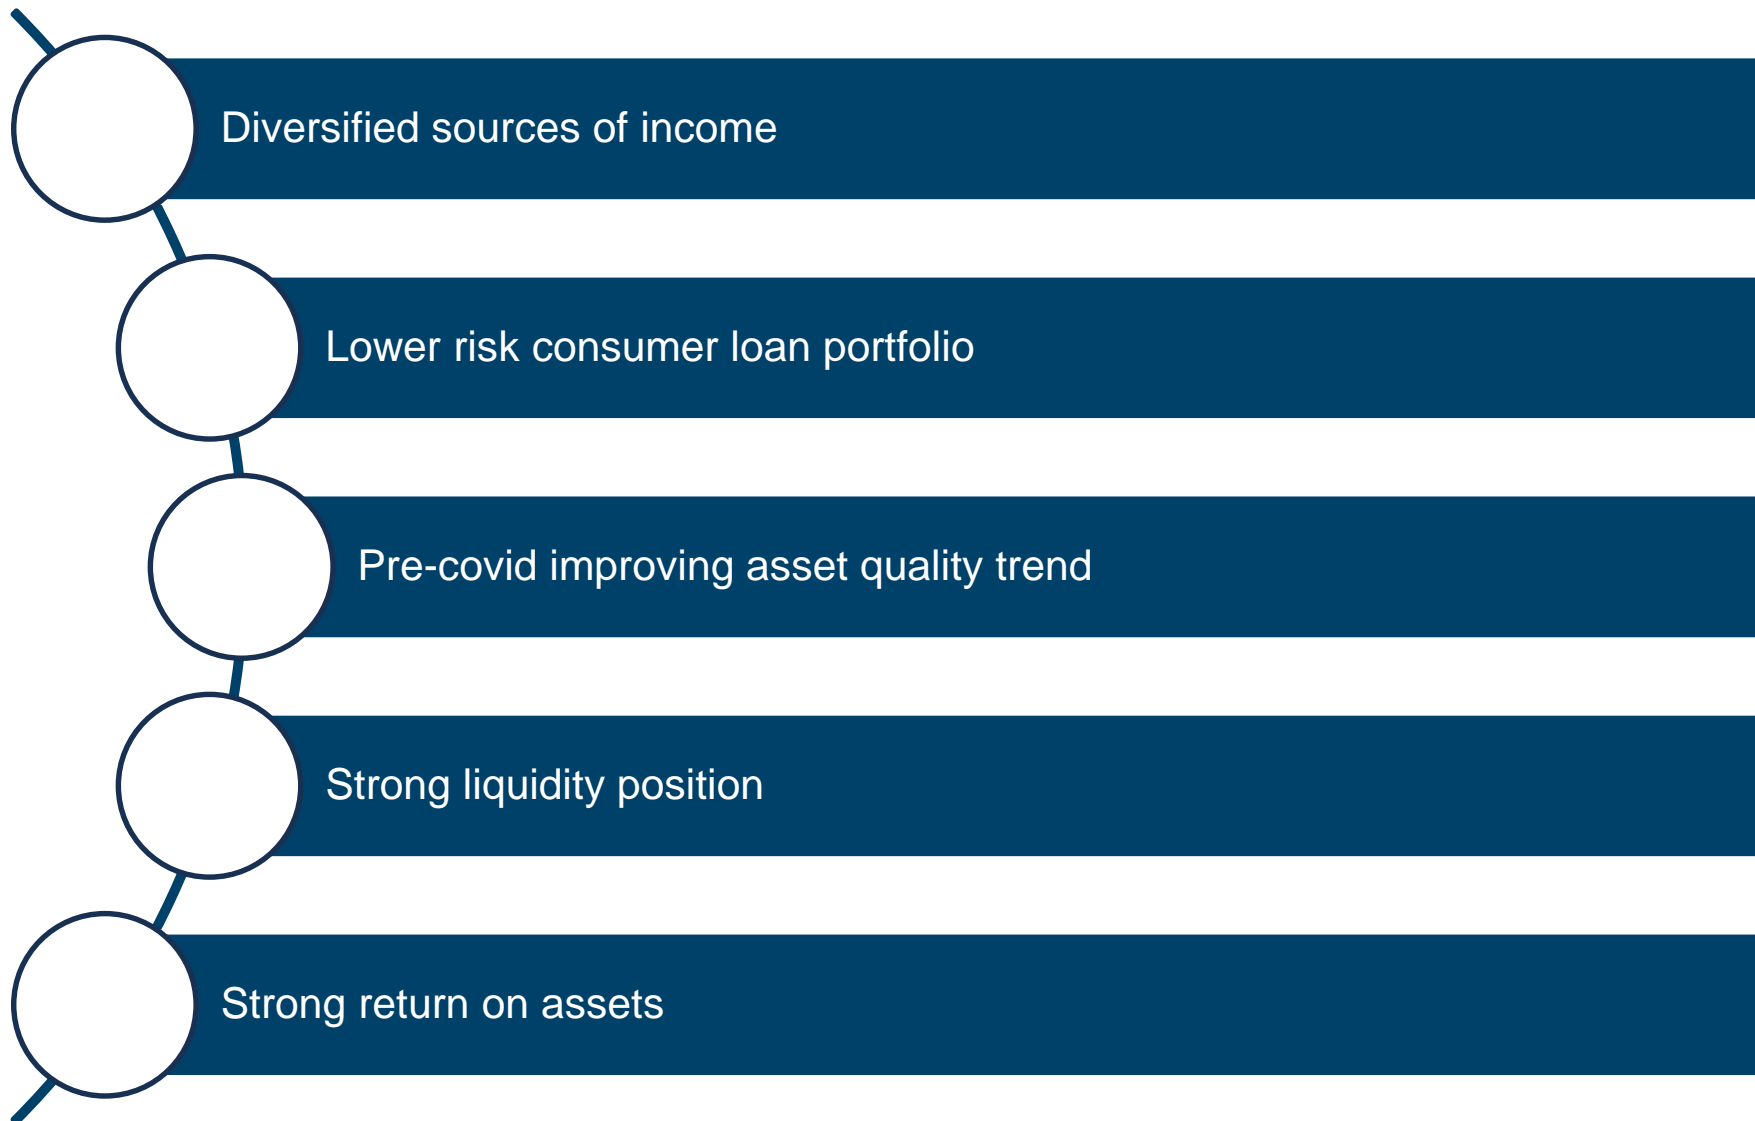 Diversified sources of income
Lower risk consumer loan portfolio
Pre-covid improving asset quality trend
Strong liquidity position
Strong return on assets